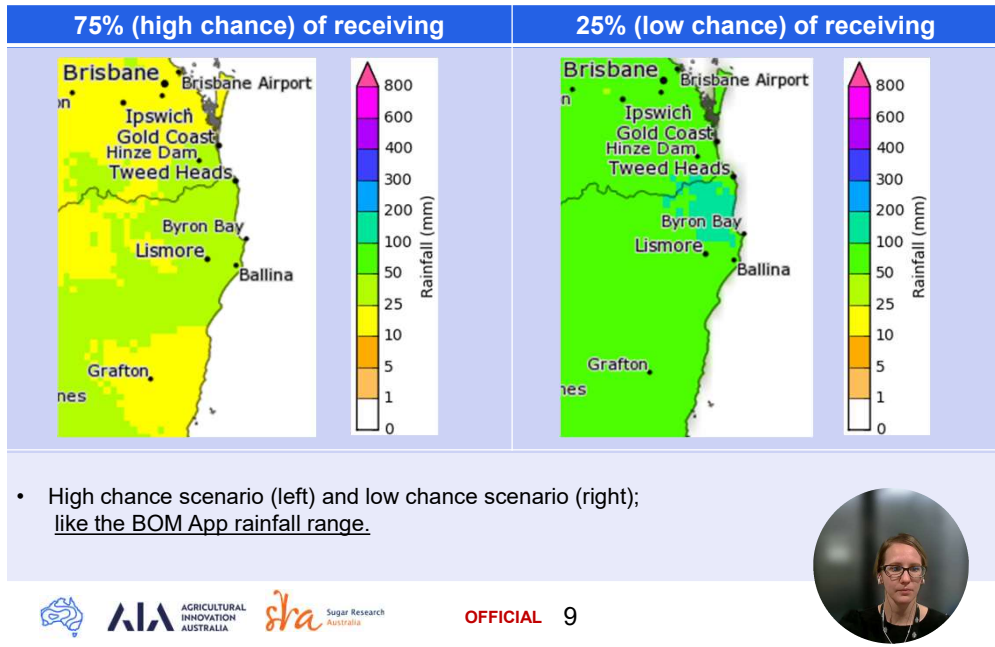 75% (high chance) of receiving
25% (low chance) of receiving
Brisbane
Brisbane Airport
on
Ipswich
Gold Coast
Hinze Dam
Tweed Heads
Byron Bay
Lismore
Ballina
Grafton
nes
800
600
400
300
200
100
50
25
10
5
1
0
Rainfall (mm)
Brisbane
Brisbane Airport
n
Ipswich
Gold Coast
Hinze Dam
Tweed Heads
Byron Bay
Lismore
Ballina
Grafton
nes
800
600
400
300
200
100
50
25
10
5
1
0
Rainfall (mm)
• High chance scenario (left) and low chance scenario (right);
like the BOM App rainfall range.
AIA
AGRICULTURAL
INNOVATION
AUSTRALIA
sra
Sugar Research
Australia
OFFICIAL 9